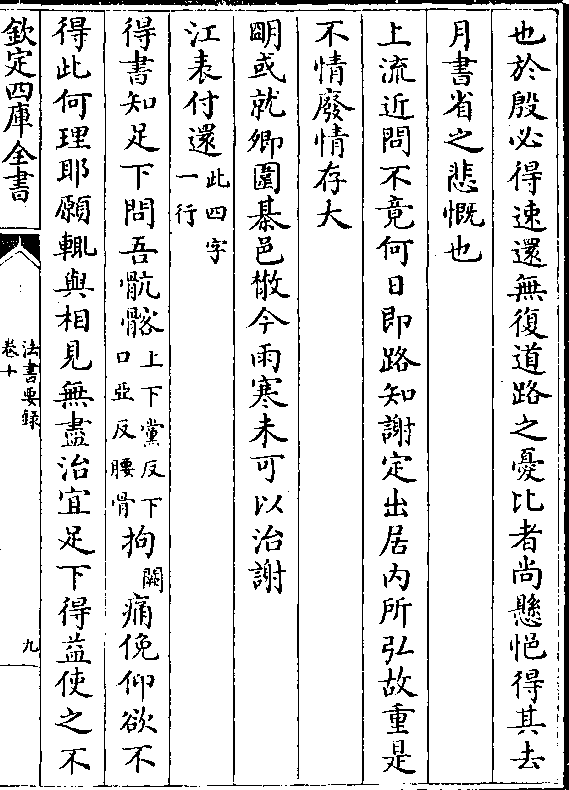 也於殷必得速還無復道路之憂比者尚懸悒得其去
月書省之悲慨也
上流近問不竟何日即路知謝定出居内所弘故重是
不情廢情存大
明或就卿圍棊邑散今雨寒未可以治謝
江表付還此四字一行
得書知足下問吾骯髂上下黨反下口亞反腰骨拘闕痛俛仰欲不
得此何理耶願輒與相見無盡治宜足下得益使之不
欽定四庫全書
法書要録
卷十
九